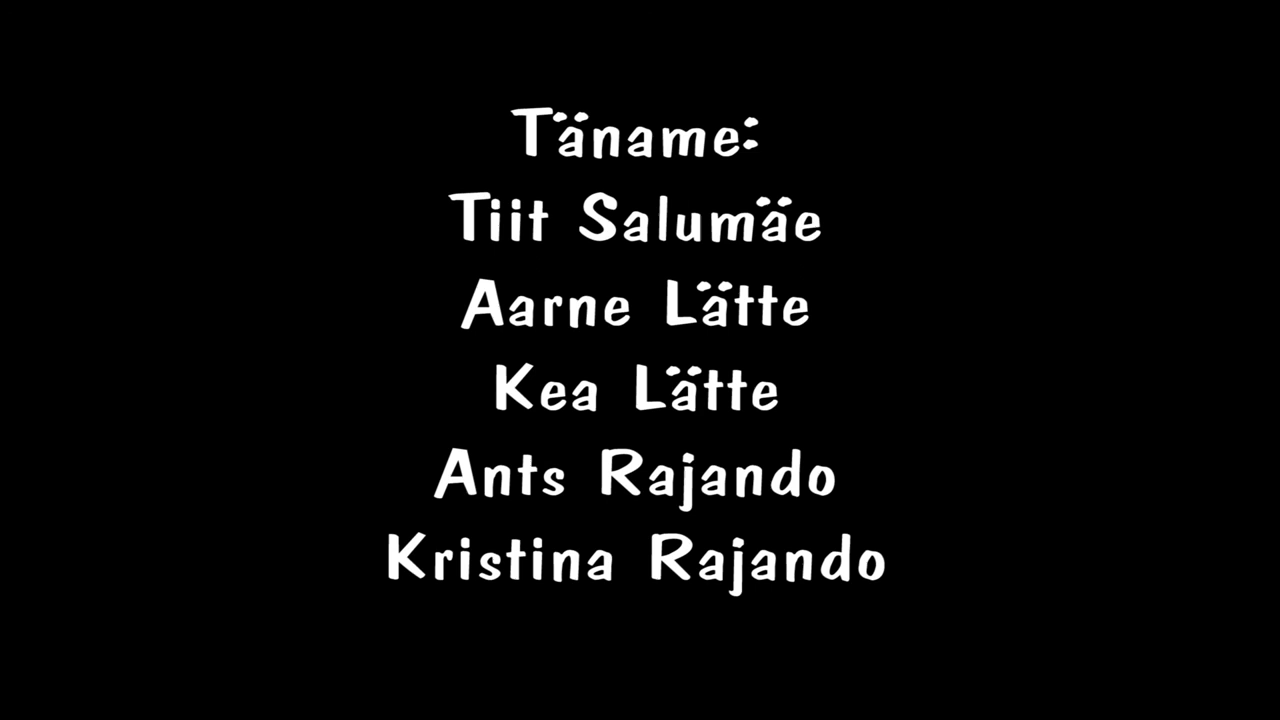 Täname:
Tiit Salumäe
Aarne Lätte
Kea Lätte
Ants Rajando
Kristina Rajando